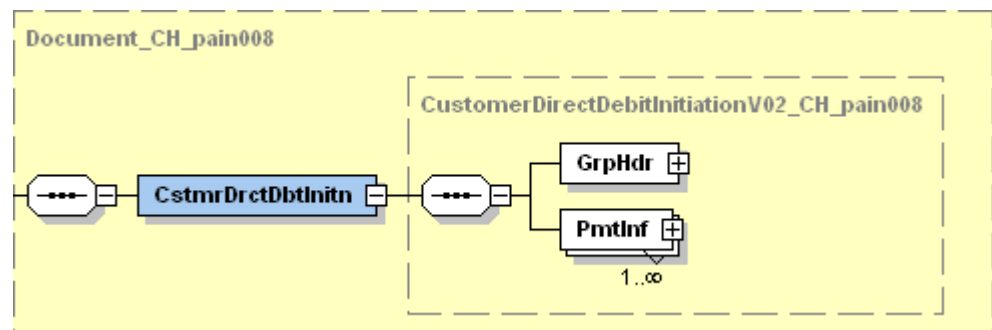 Document_CH_pain008
CustomerDirectDebitInitiationV02_CH_pain008
GrpHdr
CstmrDrctDbtInitn
PmtInf
1..∞